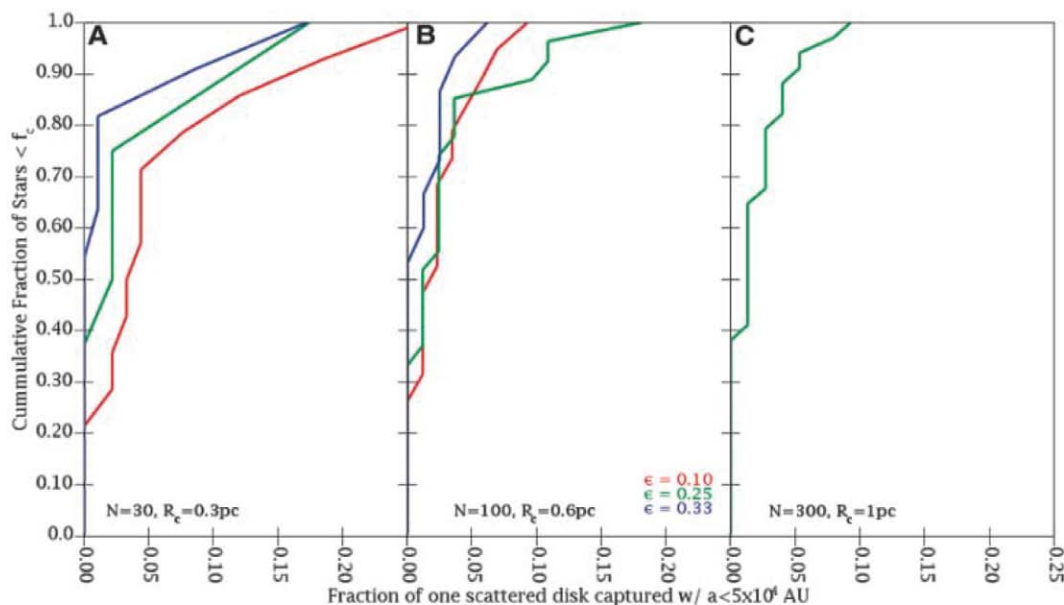 A
B
C
Cummulative Fraction of Stars < f_c
1.0
0.90
0.80
0.70
0.60
0.50
0.40
0.30
0.20
0.10
0.0
N=30, R_c=0.3pc
N=100, R_c=0.6pc
ϵ = 0.10
ϵ = 0.25
ϵ = 0.33
N=300, R_c=1pc
0.00 0.05 0.10 0.15 0.20 0.00 0.05 0.10 0.15 0.20 0.00 0.05 0.10 0.15 0.20 0.25
Fraction of one scattered disk captured w/ a<5x10⁴ AU